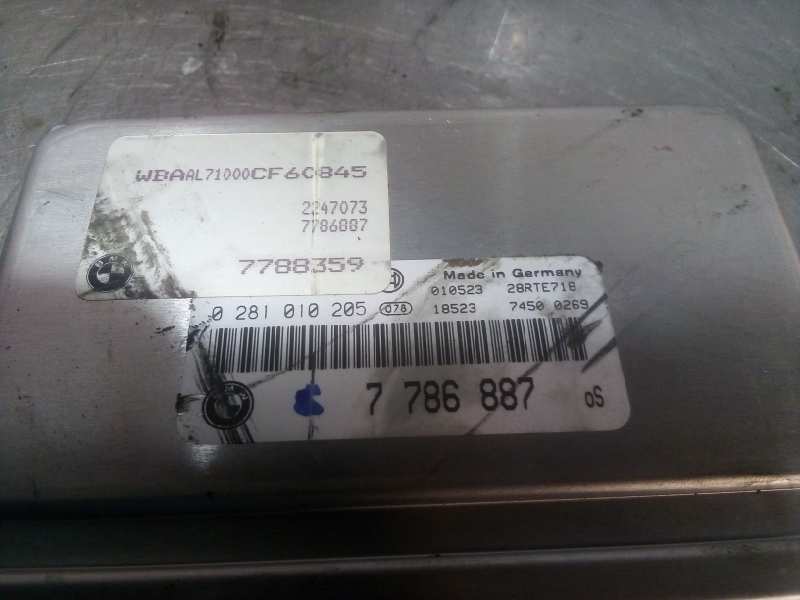 WBAAL71000CF60845
2247073
7786887
7788359
Made in Germany
010523 28RTE718
0 281 010 205 078 18523 7450 0269
7 786 887 oS